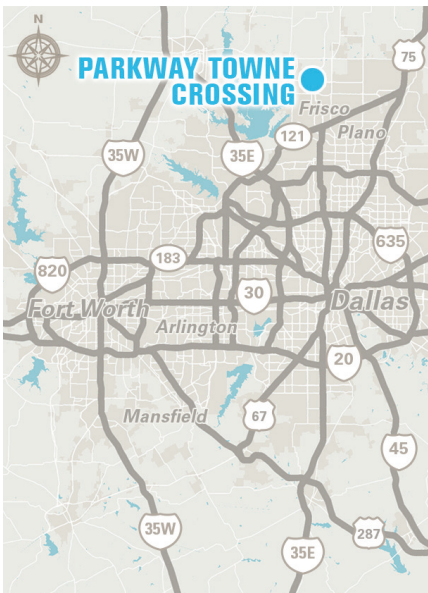 N
PARKWAY TOWNE
CROSSING
75
Frisco
121
Plano
35W
35E
635
183
820
30
Fort Worth
Dallas
Arlington
20
Mansfield
67
45
35W
287
35E